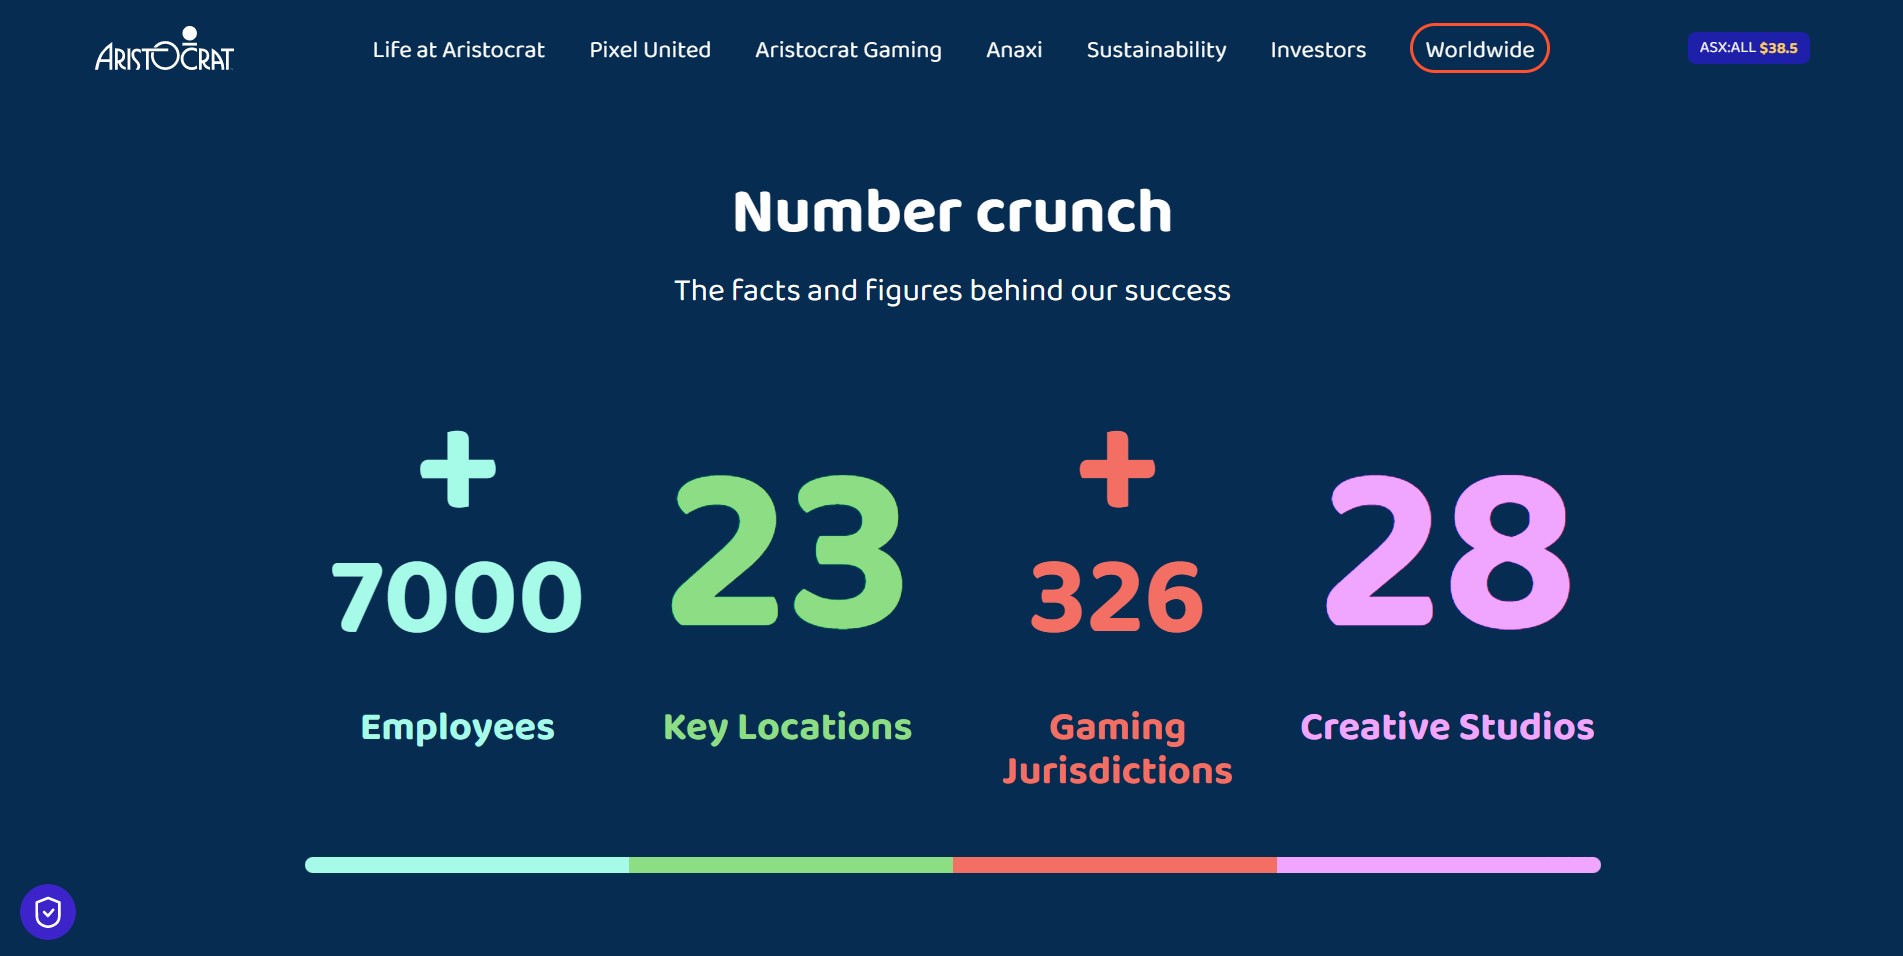 ARISTOCRAT
Life at Aristocrat
Pixel United
Aristocrat Gaming
Anaxi
Sustainability
Investors
Worldwide
ASX:ALL $38.5
Number crunch
The facts and figures behind our success
+
7000
Employees
23
Key Locations
+
326
Gaming
Jurisdictions
28
Creative Studios